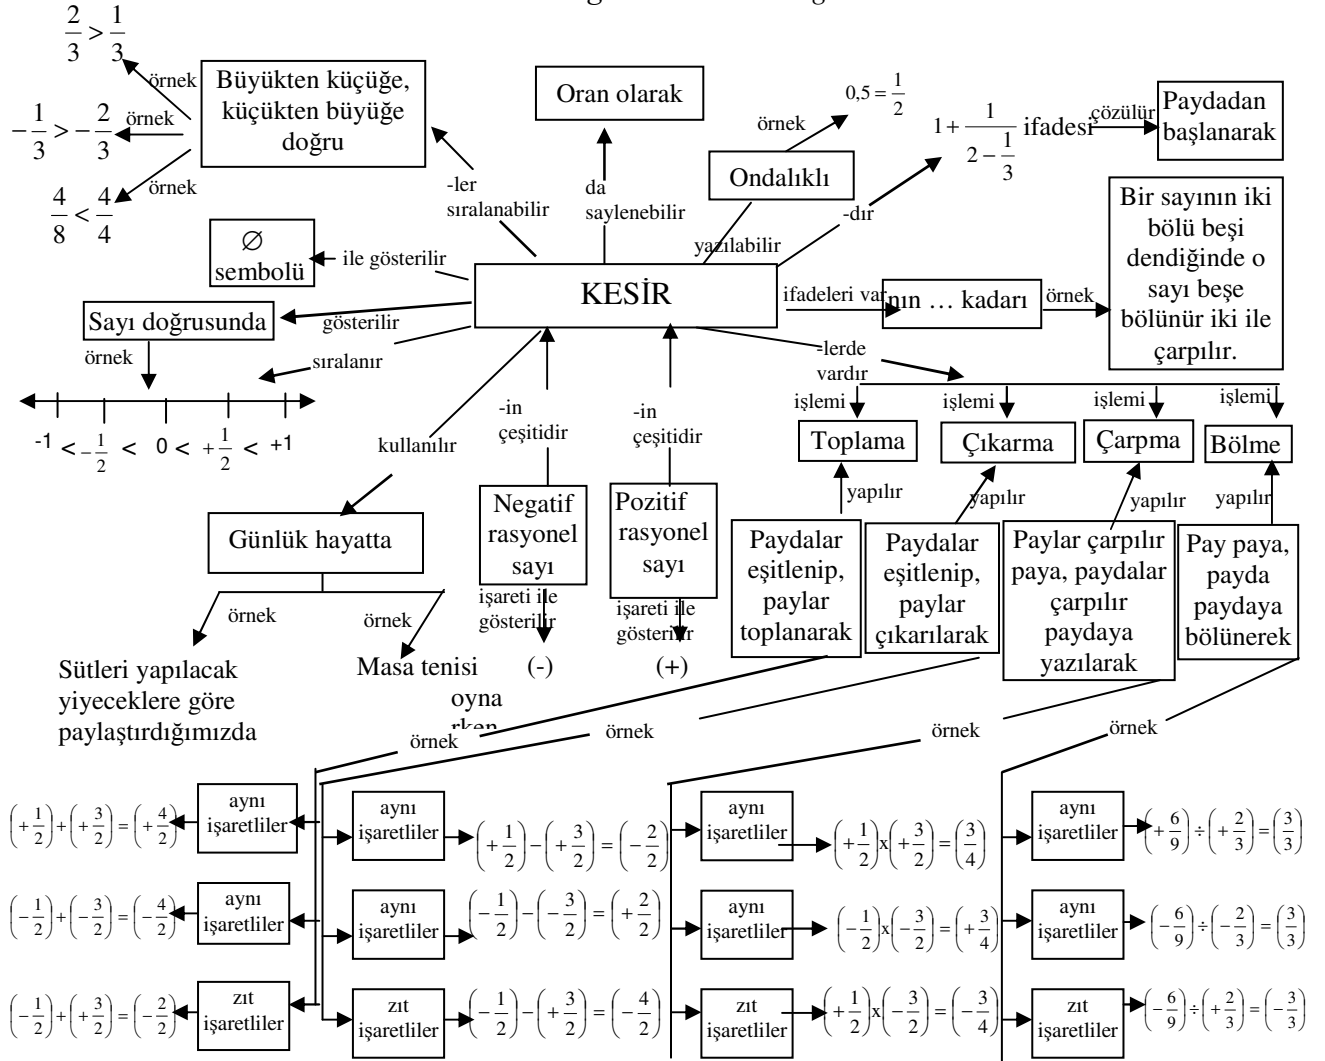 2/3 > 1/3
örnek
Büyükten küçüğe,
küçükten büyüğe
doğru
-1/3 > -2/3
örnek
4/8 < 4/4
örnek
Oran olarak
örnek
0,5 = 1/2
Ondalıklı
1 + 1/(2 - 1/3) ifadesi
çözülür
Paydadan
başlanarak
-ler
sıralanabilir
da
saylenebilir
yazılabilir
-dır
∅
sembolü
ile gösterilir
KESİR
ifadeleri var
nın … kadarı
örnek
Bir sayının iki
bölü beşi
dendiğinde o
sayı beşe
bölünür iki ile
çarpılır.
Sayı doğrusunda
gösterilir
örnek
sıralanır
-1 < -1/2 < 0 < +1/2 < +1
kullanılır
-in
çeşitidir
-in
çeşitidir
-lerde
vardır
işlemi
işlemi
işlemi
işlemi
Toplama
Çıkarma
Çarpma
Bölme
yapılır
yapılır
yapılır
yapılır
Günlük hayatta
Negatif
rasyonel
sayı
Pozitif
rasyonel
sayı
Paydalar
eşitlenip,
paylar
toplanarak
Paydalar
eşitlenip,
paylar
çıkarılarak
Paylar çarpılır
paya, paydalar
çarpılır
paydaya
yazılarak
Pay paya,
payda
paydaya
bölünerek
örnek
örnek
işareti ile
gösterilir
işareti ile
gösterilir
Sütleri yapılacak
yiyeceklere göre
paylaştırdığımızda
Masa tenisi
oyna
rken
(-)
(+)
örnek
örnek
örnek
örnek
(+1/2)+(+3/2) = (+4/2)
aynı
işaretliler
aynı
işaretliler
(+1/2)-(+3/2) = (-2/2)
aynı
işaretliler
(+1/2)x(+3/2) = (3/4)
aynı
işaretliler
(+6/9)÷(+2/3) = (3/3)
(-1/2)+(-3/2) = (-4/2)
aynı
işaretliler
aynı
işaretliler
(-1/2)-(-3/2) = (+2/2)
aynı
işaretliler
(-1/2)x(-3/2) = (+3/4)
aynı
işaretliler
(-6/9)÷(-2/3) = (3/3)
(-1/2)+(+3/2) = (-2/2)
zıt
işaretliler
zıt
işaretliler
(-1/2)-(+3/2) = (-4/2)
zıt
işaretliler
(+1/2)x(-3/2) = (-3/4)
zıt
işaretliler
(-6/9)÷(+2/3) = (-3/3)